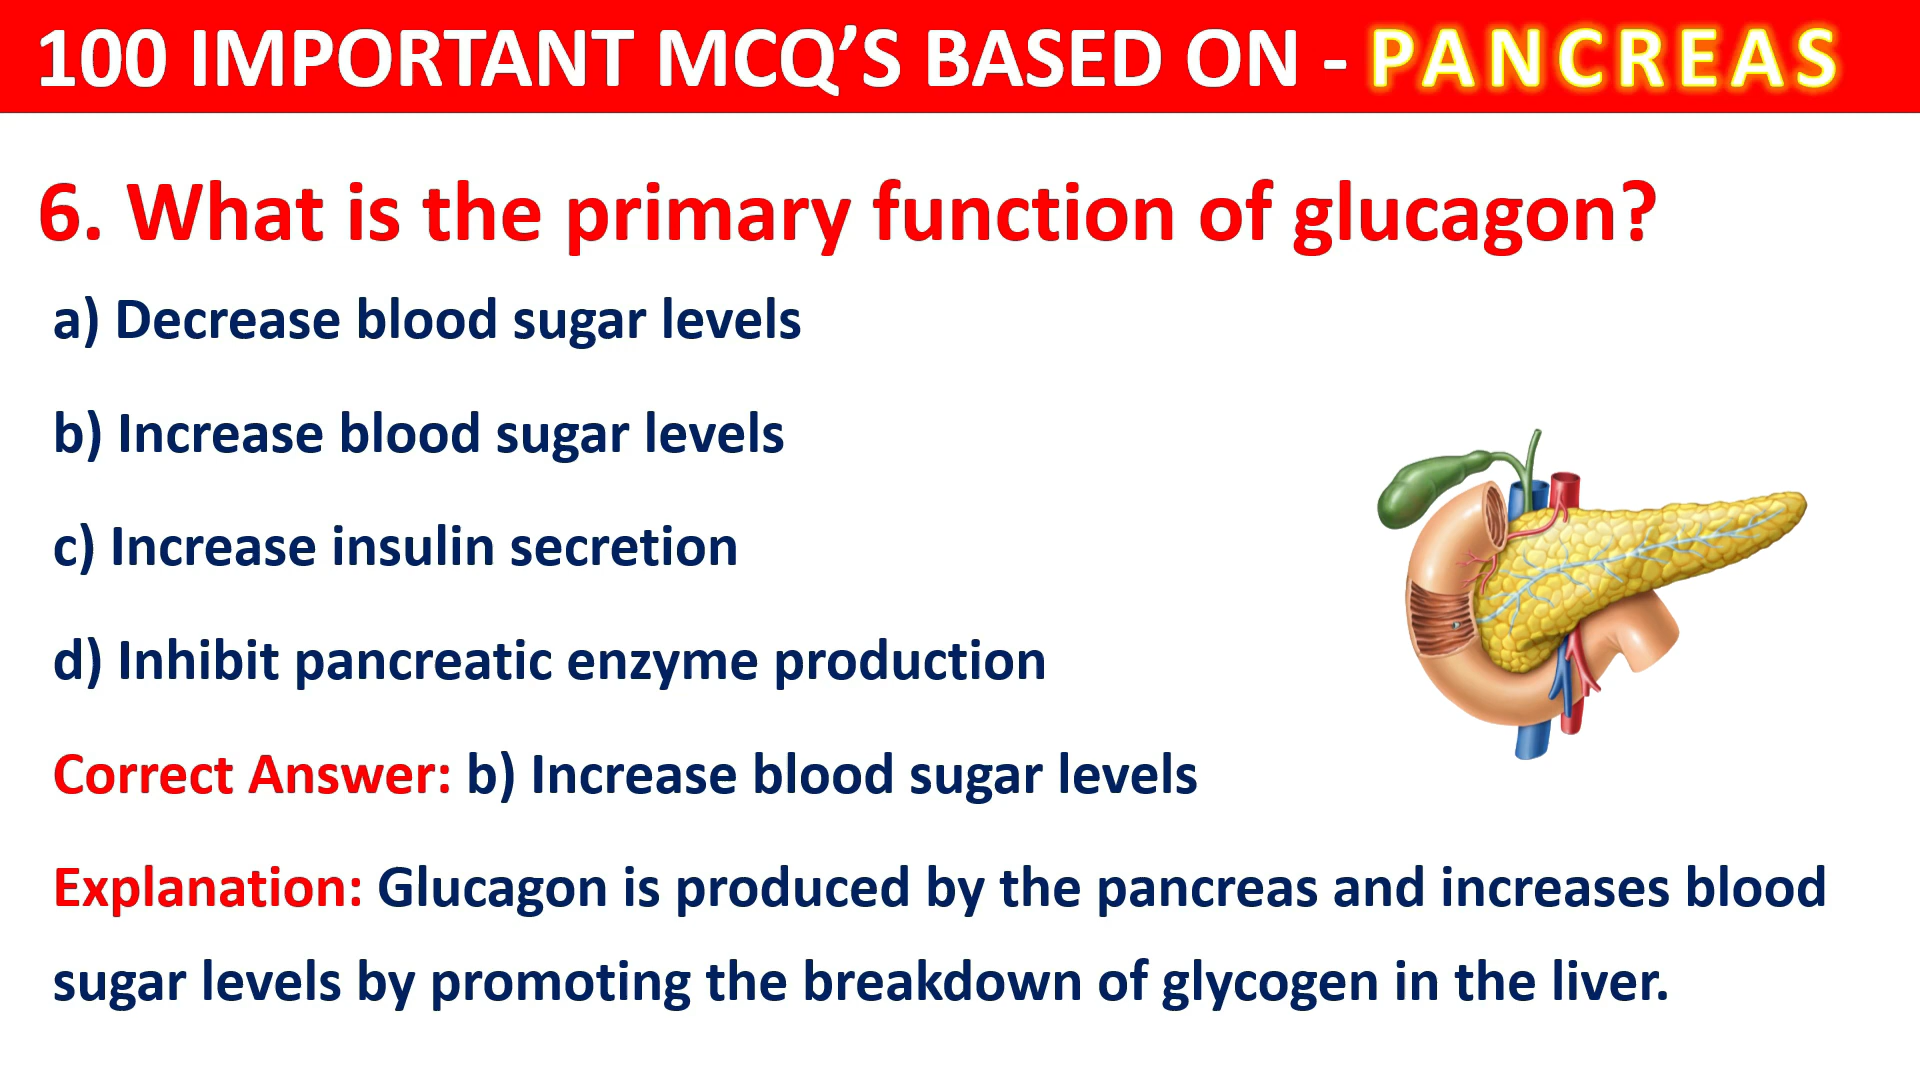 100 IMPORTANT MCQ’S BASED ON - PANCREAS
6. What is the primary function of glucagon?
a) Decrease blood sugar levels
b) Increase blood sugar levels
c) Increase insulin secretion
d) Inhibit pancreatic enzyme production
Correct Answer: b) Increase blood sugar levels
Explanation: Glucagon is produced by the pancreas and increases blood
sugar levels by promoting the breakdown of glycogen in the liver.